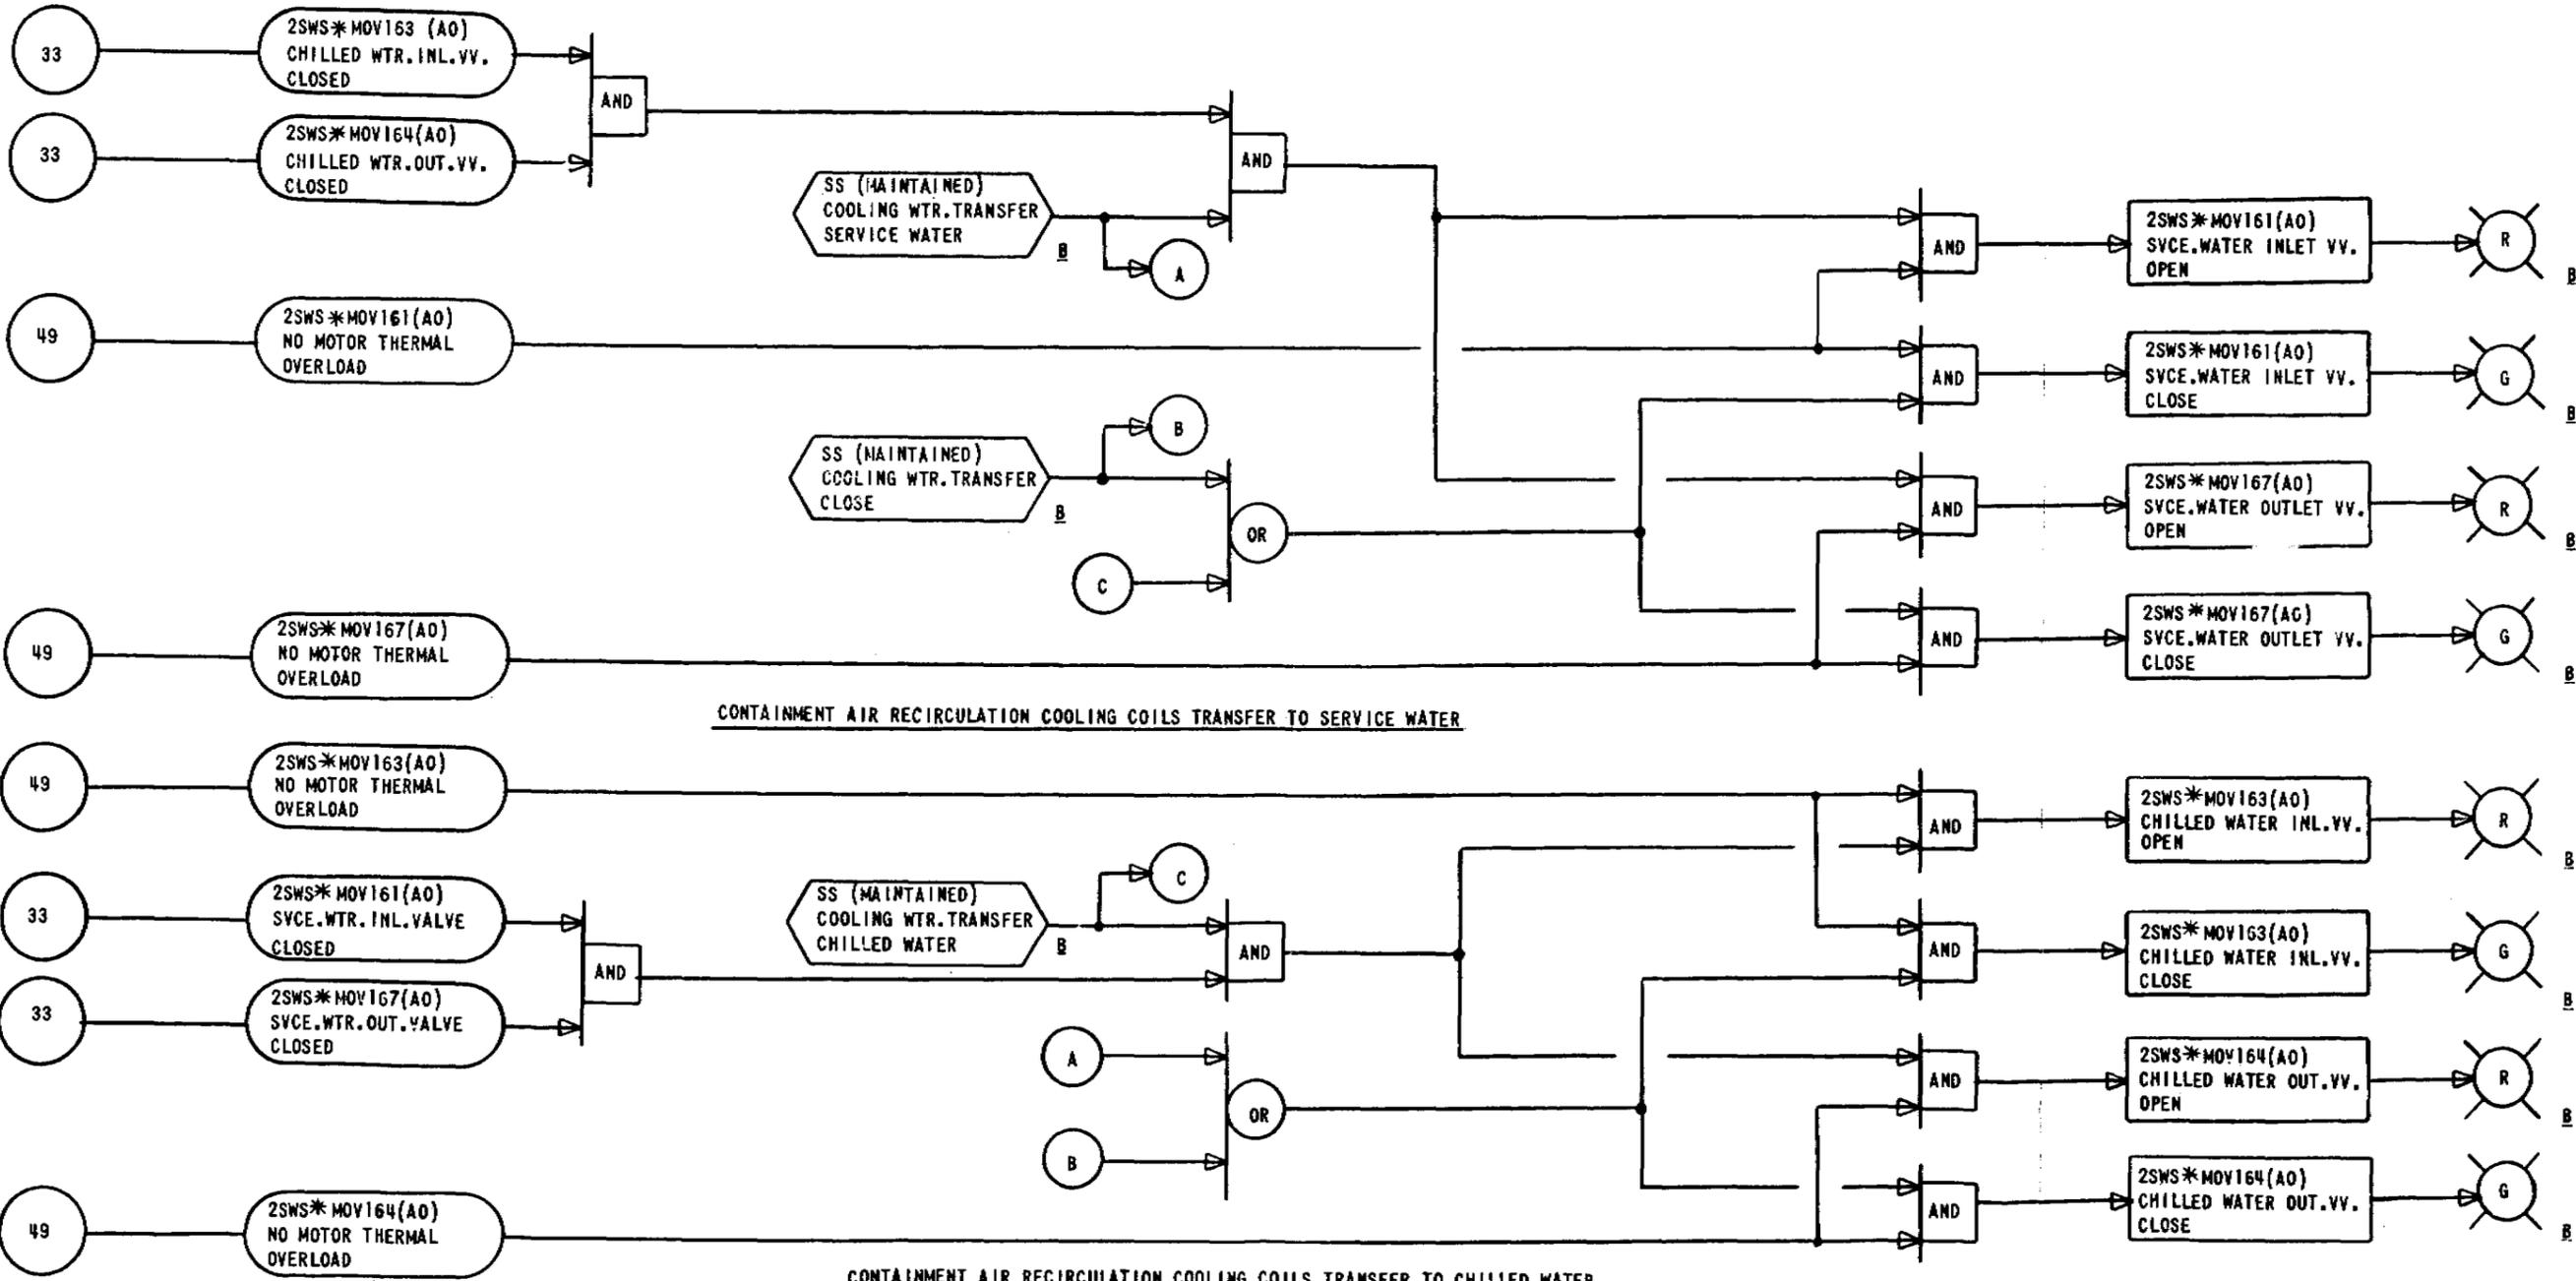 33
2SWS*MOV163 (AO)
CHILLED WTR.INL.VV.
CLOSED
AND
33
2SWS*MOV164(AO)
CHILLED WTR.OUT.VV.
CLOSED
SS (MAINTAINED)
COOLING WTR.TRANSFER
SERVICE WATER
B
A
AND
AND
2SWS*MOV161(AO)
SVCE.WATER INLET VV.
OPEN
R
B
49
2SWS*MOV161(AO)
NO MOTOR THERMAL
OVERLOAD
AND
2SWS*MOV161(AO)
SVCE.WATER INLET VV.
CLOSE
G
B
B
SS (MAINTAINED)
COOLING WTR.TRANSFER
CLOSE
B
OR
C
AND
2SWS*MOV167(AO)
SVCE.WATER OUTLET VV.
OPEN
R
B
49
2SWS*MOV167(AO)
NO MOTOR THERMAL
OVERLOAD
AND
2SWS*MOV167(AO)
SVCE.WATER OUTLET VV.
CLOSE
G
B
CONTAINMENT AIR RECIRCULATION COOLING COILS TRANSFER TO SERVICE WATER
49
2SWS*MOV163(AO)
NO MOTOR THERMAL
OVERLOAD
AND
2SWS*MOV163(AO)
CHILLED WATER INL.VV.
OPEN
R
B
33
2SWS*MOV161(AO)
SVCE.WTR.INL.VALVE
CLOSED
AND
33
2SWS*MOV167(AO)
SVCE.WTR.OUT.VALVE
CLOSED
C
SS (MAINTAINED)
COOLING WTR.TRANSFER
CHILLED WATER
B
AND
AND
2SWS*MOV163(AO)
CHILLED WATER INL.VV.
CLOSE
G
B
A
OR
B
AND
2SWS*MOV164(AO)
CHILLED WATER OUT.VV.
OPEN
R
B
49
2SWS*MOV164(AO)
NO MOTOR THERMAL
OVERLOAD
AND
2SWS*MOV164(AO)
CHILLED WATER OUT.VV.
CLOSE
G
B
CONTAINMENT AIR RECIRCULATION COOLING COILS TRANSFER TO CHILLED WATER